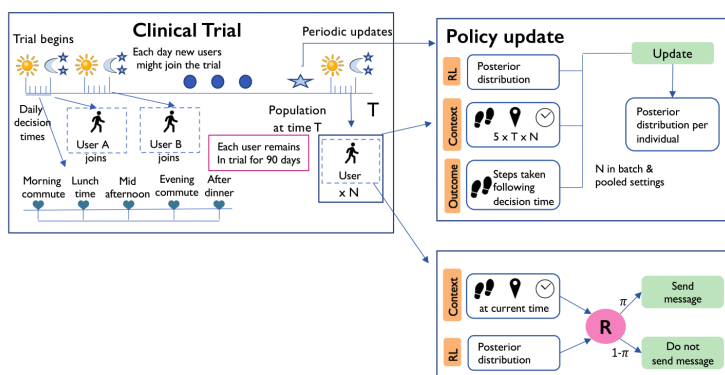 Clinical Trial
Trial begins
Each day new users
might join the trial
Periodic updates
Daily
decision
times
User A
joins
User B
joins
Population
at time T
T
Each user remains
In trial for 90 days
User
x N
Morning
commute
Lunch
time
Mid
afternoon
Evening
commute
After
dinner
Policy update
RL
Posterior
distribution
Context
5 x T x N
Outcome
Steps taken
following
decision time
Update
Posterior
distribution per
individual
N in batch &
pooled settings
Context
at current time
RL
Posterior
distribution
R
π
1-π
Send
message
Do not
send message